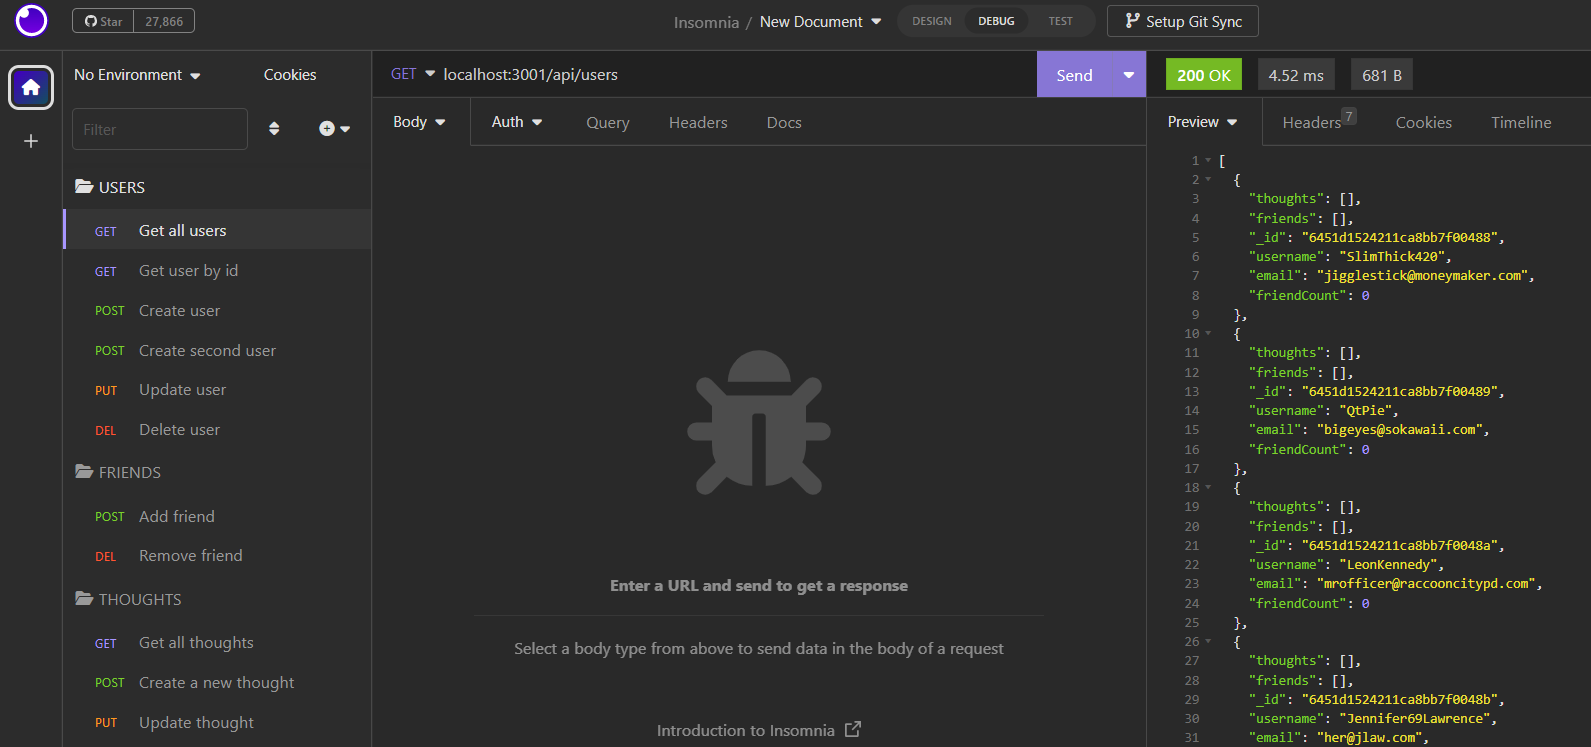 Star 27,866
Insomnia / New Document
DESIGN DEBUG TEST
Setup Git Sync
No Environment Cookies
Filter
USERS
GET Get all users
GET Get user by id
POST Create user
POST Create second user
PUT Update user
DEL Delete user
FRIENDS
POST Add friend
DEL Remove friend
THOUGHTS
GET Get all thoughts
POST Create a new thought
PUT Update thought
GET localhost:3001/api/users Send
Body Auth Query Headers Docs
Enter a URL and send to get a response
Select a body type from above to send data in the body of a request
Introduction to Insomnia
200 OK 4.52 ms 681 B
Preview Headers 7 Cookies Timeline
1 [
2 {
3 "thoughts": [],
4 "friends": [],
5 "_id": "6451d1524211ca8bb7f00488",
6 "username": "SlimThick420",
7 "email": "jigglestick@moneymaker.com",
8 "friendCount": 0
9 },
10 {
11 "thoughts": [],
12 "friends": [],
13 "_id": "6451d1524211ca8bb7f00489",
14 "username": "QtPie",
15 "email": "bigeyes@sokawaii.com",
16 "friendCount": 0
17 },
18 {
19 "thoughts": [],
20 "friends": [],
21 "_id": "6451d1524211ca8bb7f0048a",
22 "username": "LeonKennedy",
23 "email": "mrofficer@raccooncitypd.com",
24 "friendCount": 0
25 },
26 {
27 "thoughts": [],
28 "friends": [],
29 "_id": "6451d1524211ca8bb7f0048b",
30 "username": "Jennifer69Lawrence",
31 "email": "her@jlaw.com",